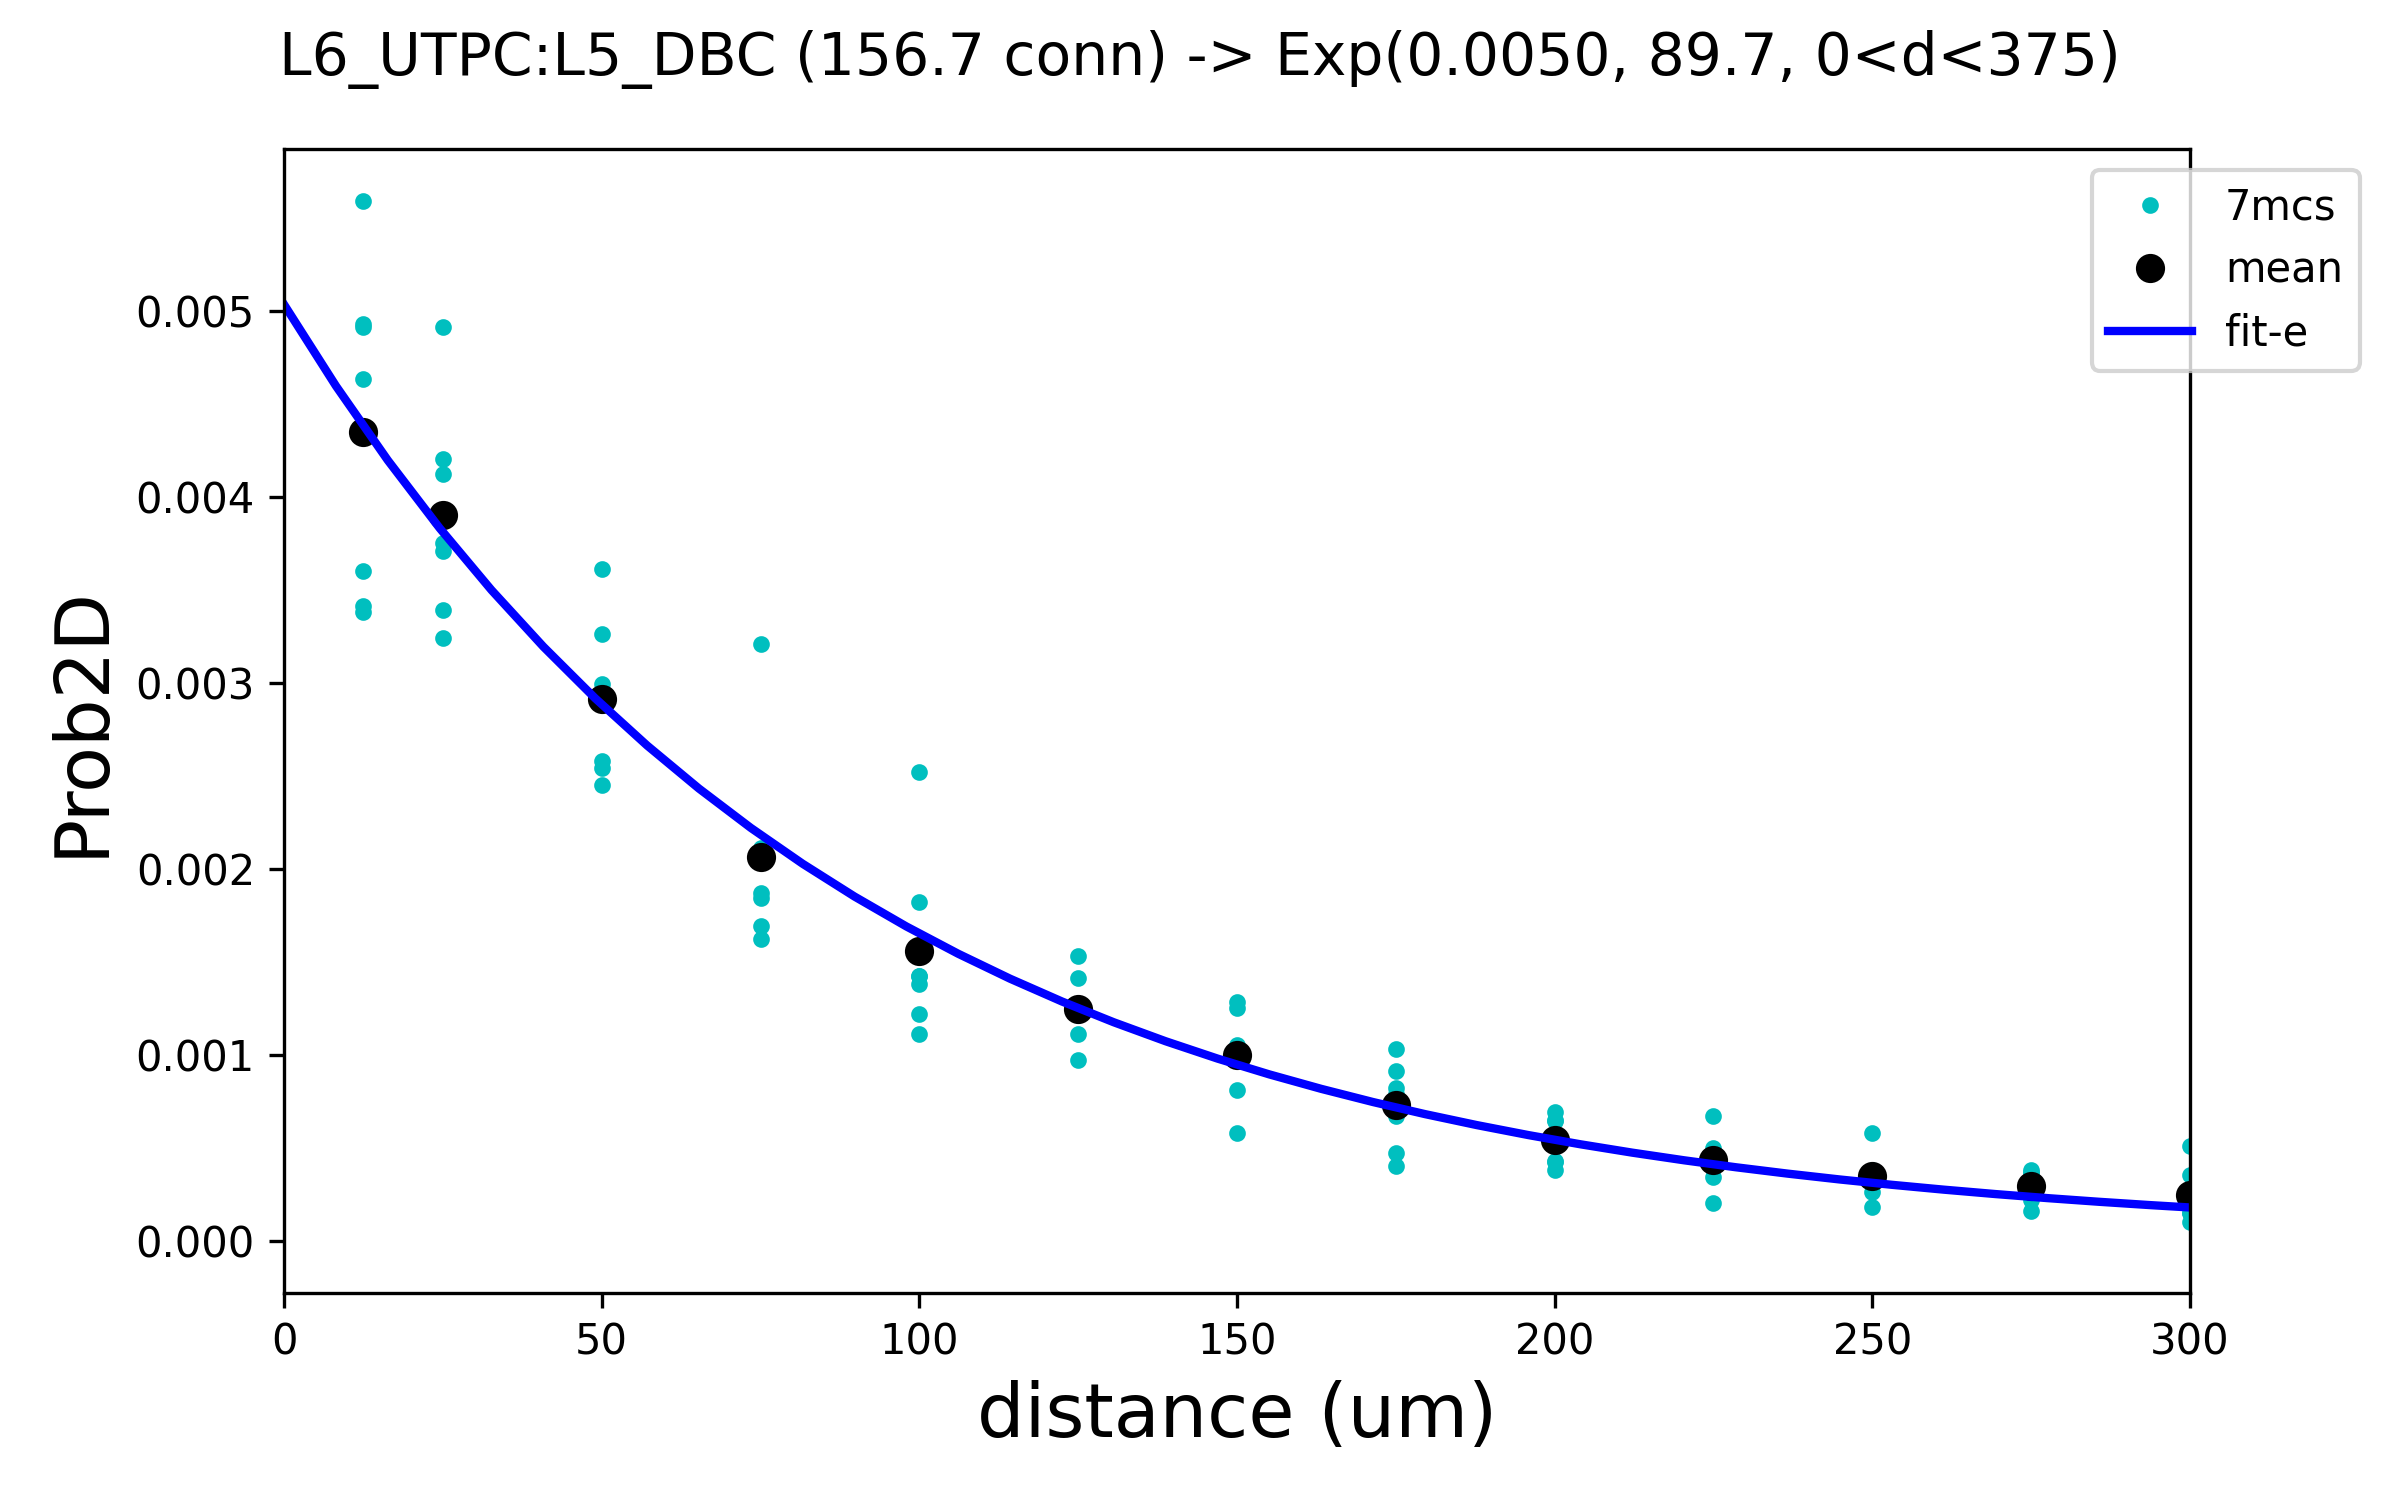 L6_UTPC:L5_DBC (156.7 conn) -> Exp(0.0050, 89.7, 0<d<375)
7mcs
mean
fit-e
Prob2D
0.005
0.004
0.003
0.002
0.001
0.000
0 50 100 150 200 250 300
distance (um)